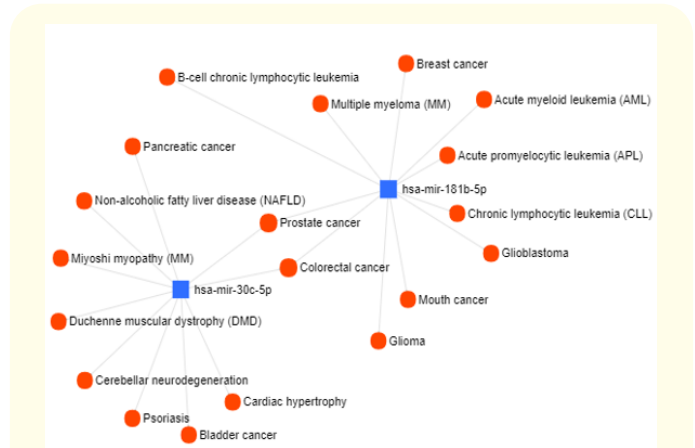 Breast cancer
B-cell chronic lymphocytic leukemia
Multiple myeloma (MM)
Acute myeloid leukemia (AML)
Pancreatic cancer
Acute promyelocytic leukemia (APL)
hsa-mir-181b-5p
Non-alcoholic fatty liver disease (NAFLD)
Chronic lymphocytic leukemia (CLL)
Prostate cancer
Glioblastoma
Miyoshi myopathy (MM)
Colorectal cancer
hsa-mir-30c-5p
Mouth cancer
Duchenne muscular dystrophy (DMD)
Glioma
Cerebellar neurodegeneration
Cardiac hypertrophy
Psoriasis
Bladder cancer